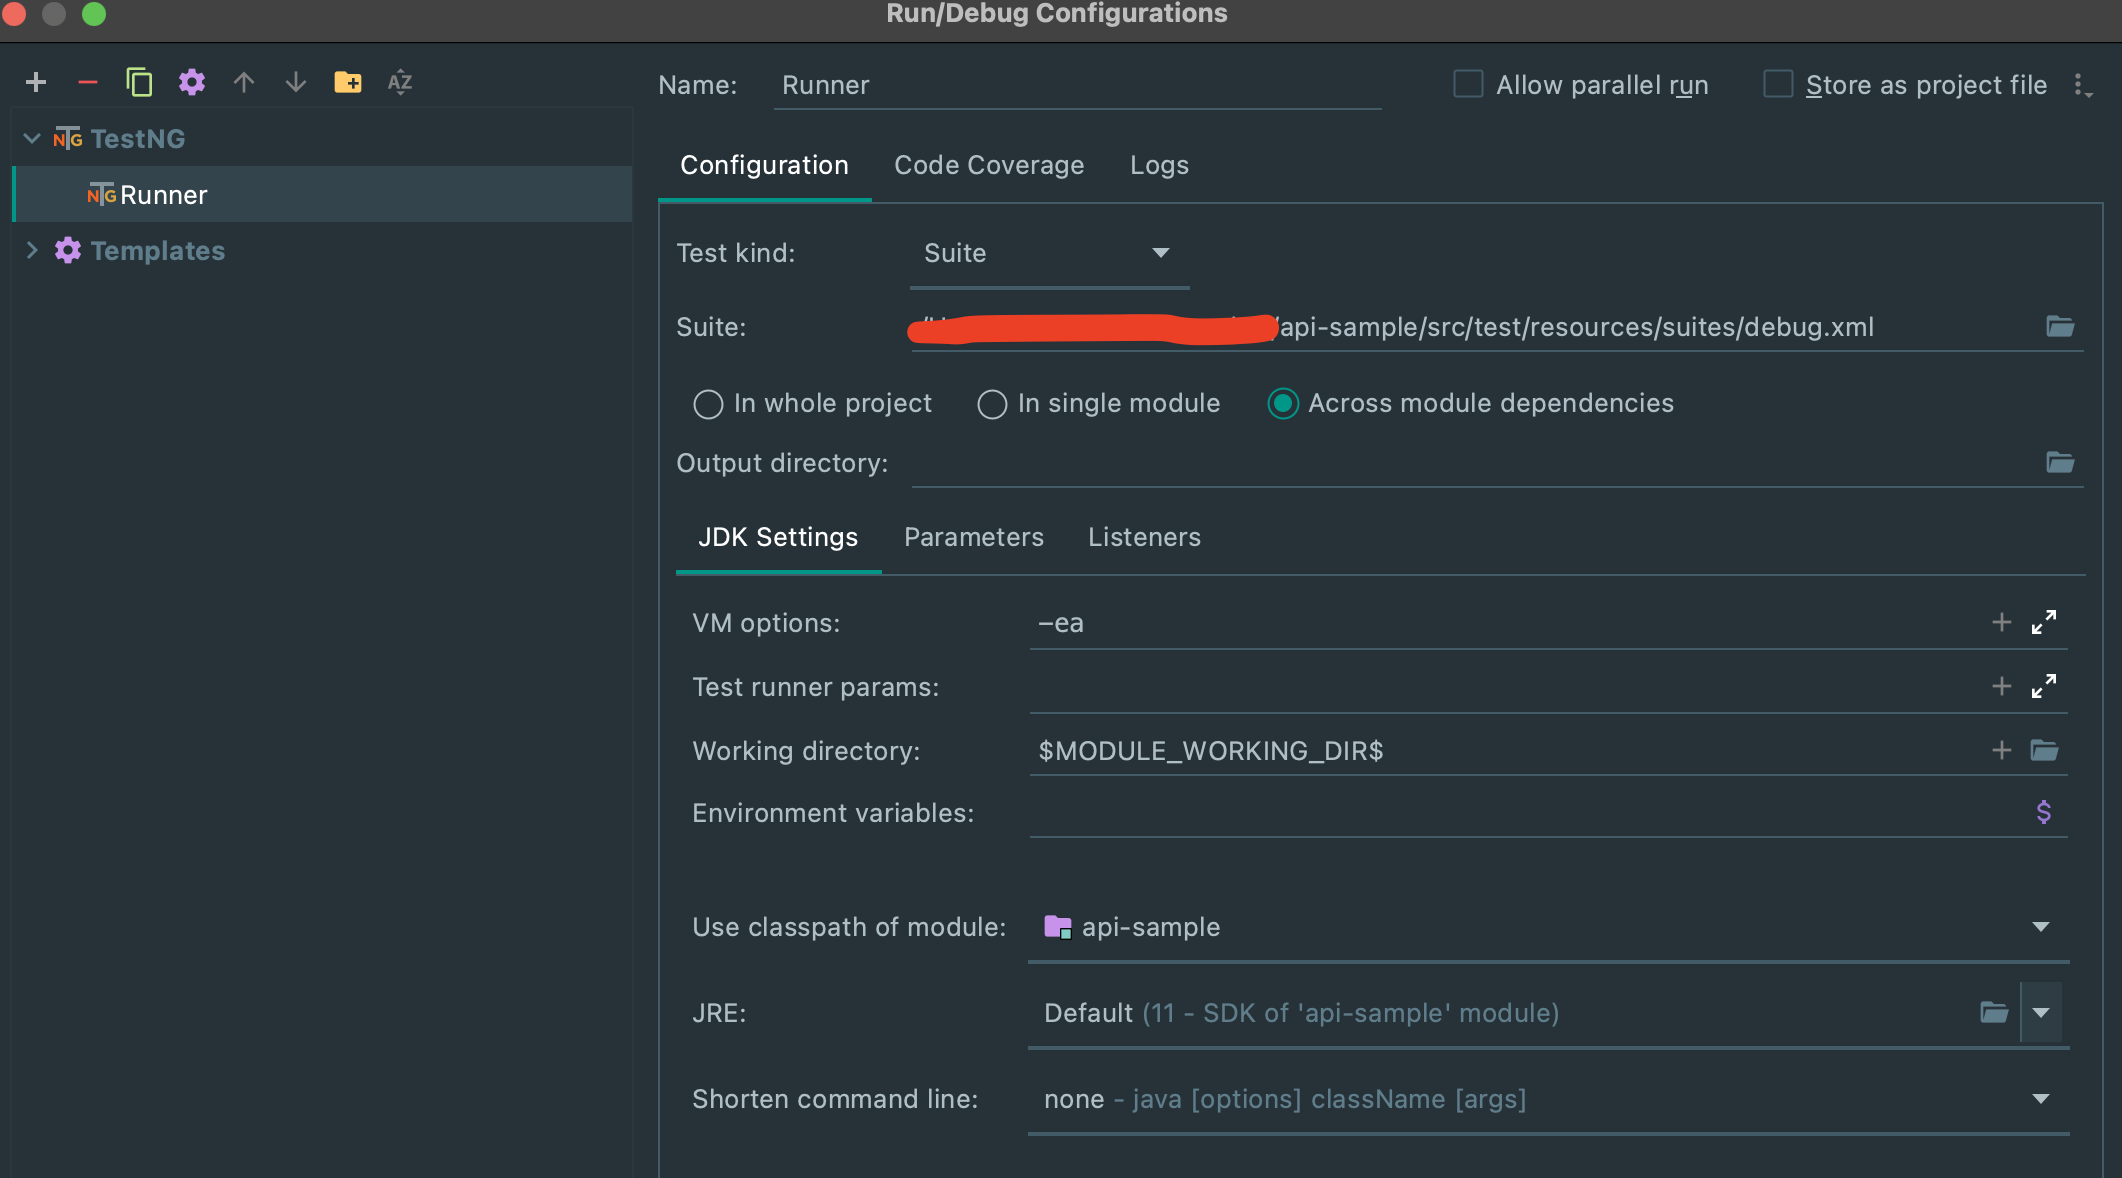 Run/Debug Configurations
Name: Runner
Allow parallel run
Store as project file
TestNG
Runner
Templates
Configuration Code Coverage Logs
Test kind: Suite
Suite: /api-sample/src/test/resources/suites/debug.xml
In whole project In single module Across module dependencies
Output directory:
JDK Settings Parameters Listeners
VM options: -ea
Test runner params:
Working directory: $MODULE_WORKING_DIR$
Environment variables:
Use classpath of module: api-sample
JRE: Default (11 - SDK of 'api-sample' module)
Shorten command line: none - java [options] className [args]